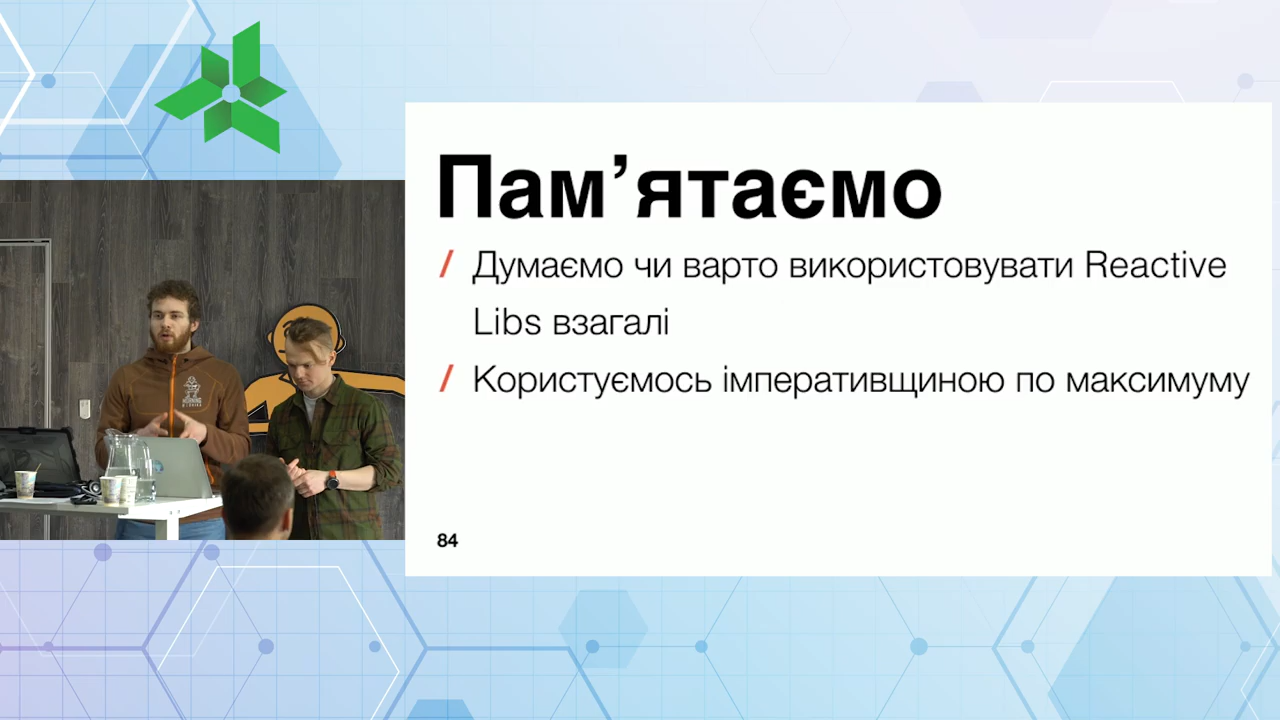 Пам’ятаємо
/ Думаємо чи варто використовувати Reactive
Libs взагалі
/ Користуємось імперативщиною по максимуму
84